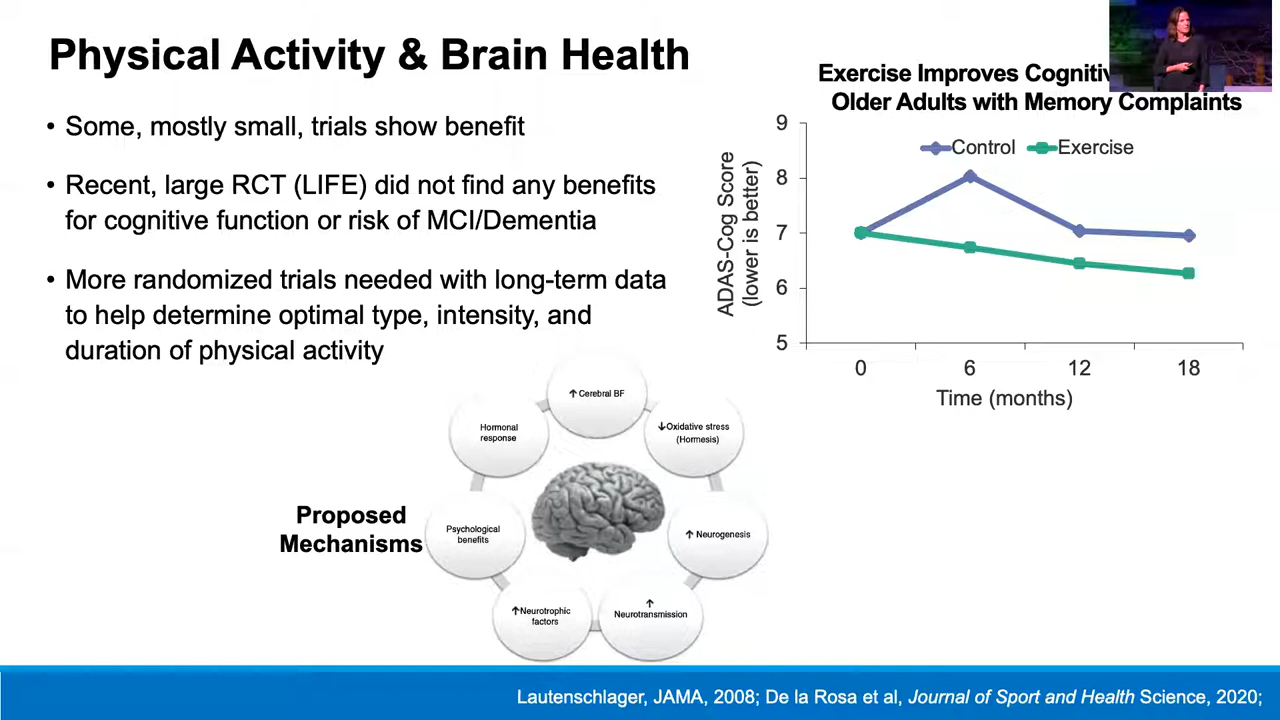 Physical Activity & Brain Health
• Some, mostly small, trials show benefit
• Recent, large RCT (LIFE) did not find any benefits
for cognitive function or risk of MCI/Dementia
• More randomized trials needed with long-term data
to help determine optimal type, intensity, and
duration of physical activity
Exercise Improves
Older Adults with Memory Complaints
Control
Exercise
ADAS-Cog Score
(lower is better)
9
8
7
6
5
0
6
12
18
Time (months)
Proposed
Mechanisms
↑ Cerebral BF
↓ Oxidative stress
(Hormesis)
↑ Neurogenesis
↑
Neurotransmission
↑ Neurotrophic
factors
Psychological
benefits
Hormonal
response
Lautenschlager, JAMA, 2008; De la Rosa et al, Journal of Sport and Health Science, 2020;